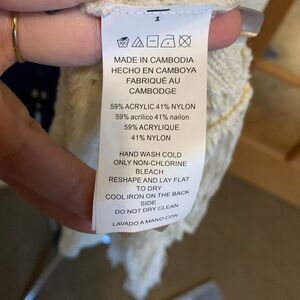 1
MADE IN CAMBODIA
HECHO EN CAMBOYA
FABRIQUÉ AU
CAMBODGE
59% ACRYLIC 41% NYLON
59% acrílico 41% nailon
59% ACRYLIQUE
41% NYLON
HAND WASH COLD
ONLY NON-CHLORINE
BLEACH
RESHAPE AND LAY FLAT
TO DRY
COOL IRON ON THE BACK
SIDE
DO NOT DRY CLEAN
LAVADO A MANO CON